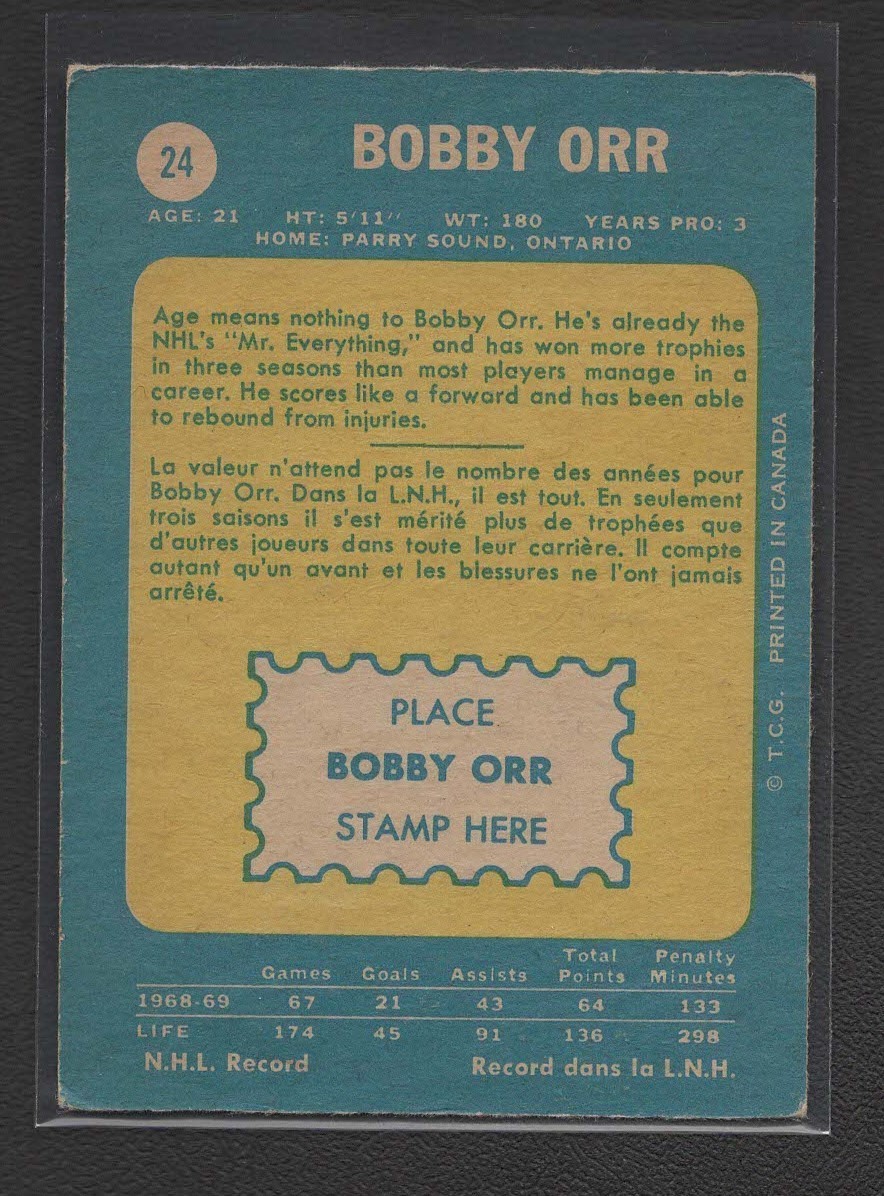 24
BOBBY ORR
AGE: 21 HT: 5'11'' WT: 180 YEARS PRO: 3
HOME: PARRY SOUND, ONTARIO
Age means nothing to Bobby Orr. He's already the
NHL's "Mr. Everything," and has won more trophies
in three seasons than most players manage in a
career. He scores like a forward and has been able
to rebound from injuries.
La valeur n'attend pas le nombre des années pour
Bobby Orr. Dans la L.N.H., il est tout. En seulement
trois saisons il s'est mérité plus de trophées que
d'autres joueurs dans toute leur carrière. Il compte
autant qu'un avant et les blessures ne l'ont jamais
arrêté.
PLACE
BOBBY ORR
STAMP HERE
© T.C.G. PRINTED IN CANADA
Games Goals Assists Total Points Penalty Minutes
1968-69 67 21 43 64 133
LIFE 174 45 91 136 298
N.H.L. Record Record dans la L.N.H.